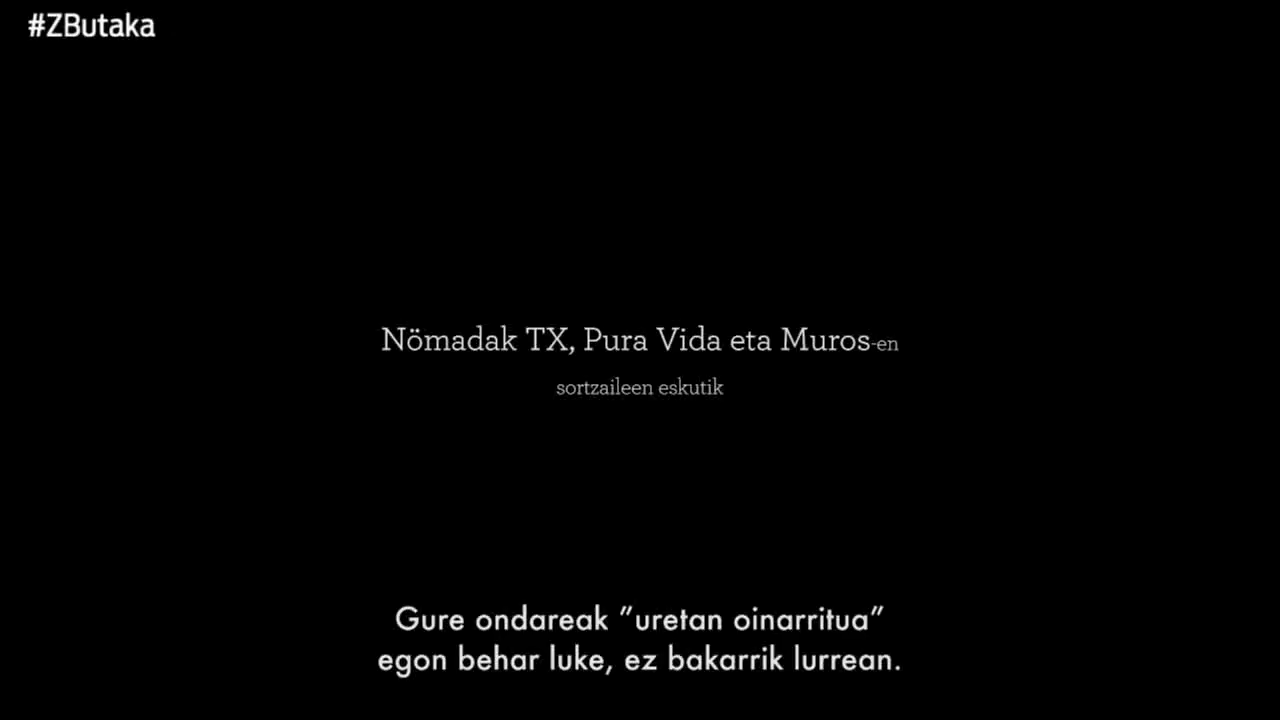 #ZButaka
Nömadak TX, Pura Vida eta Muros-en
sortzaileen eskutik
Gure ondareak ”uretan oinarritua”
egon behar luke, ez bakarrik lurrean.